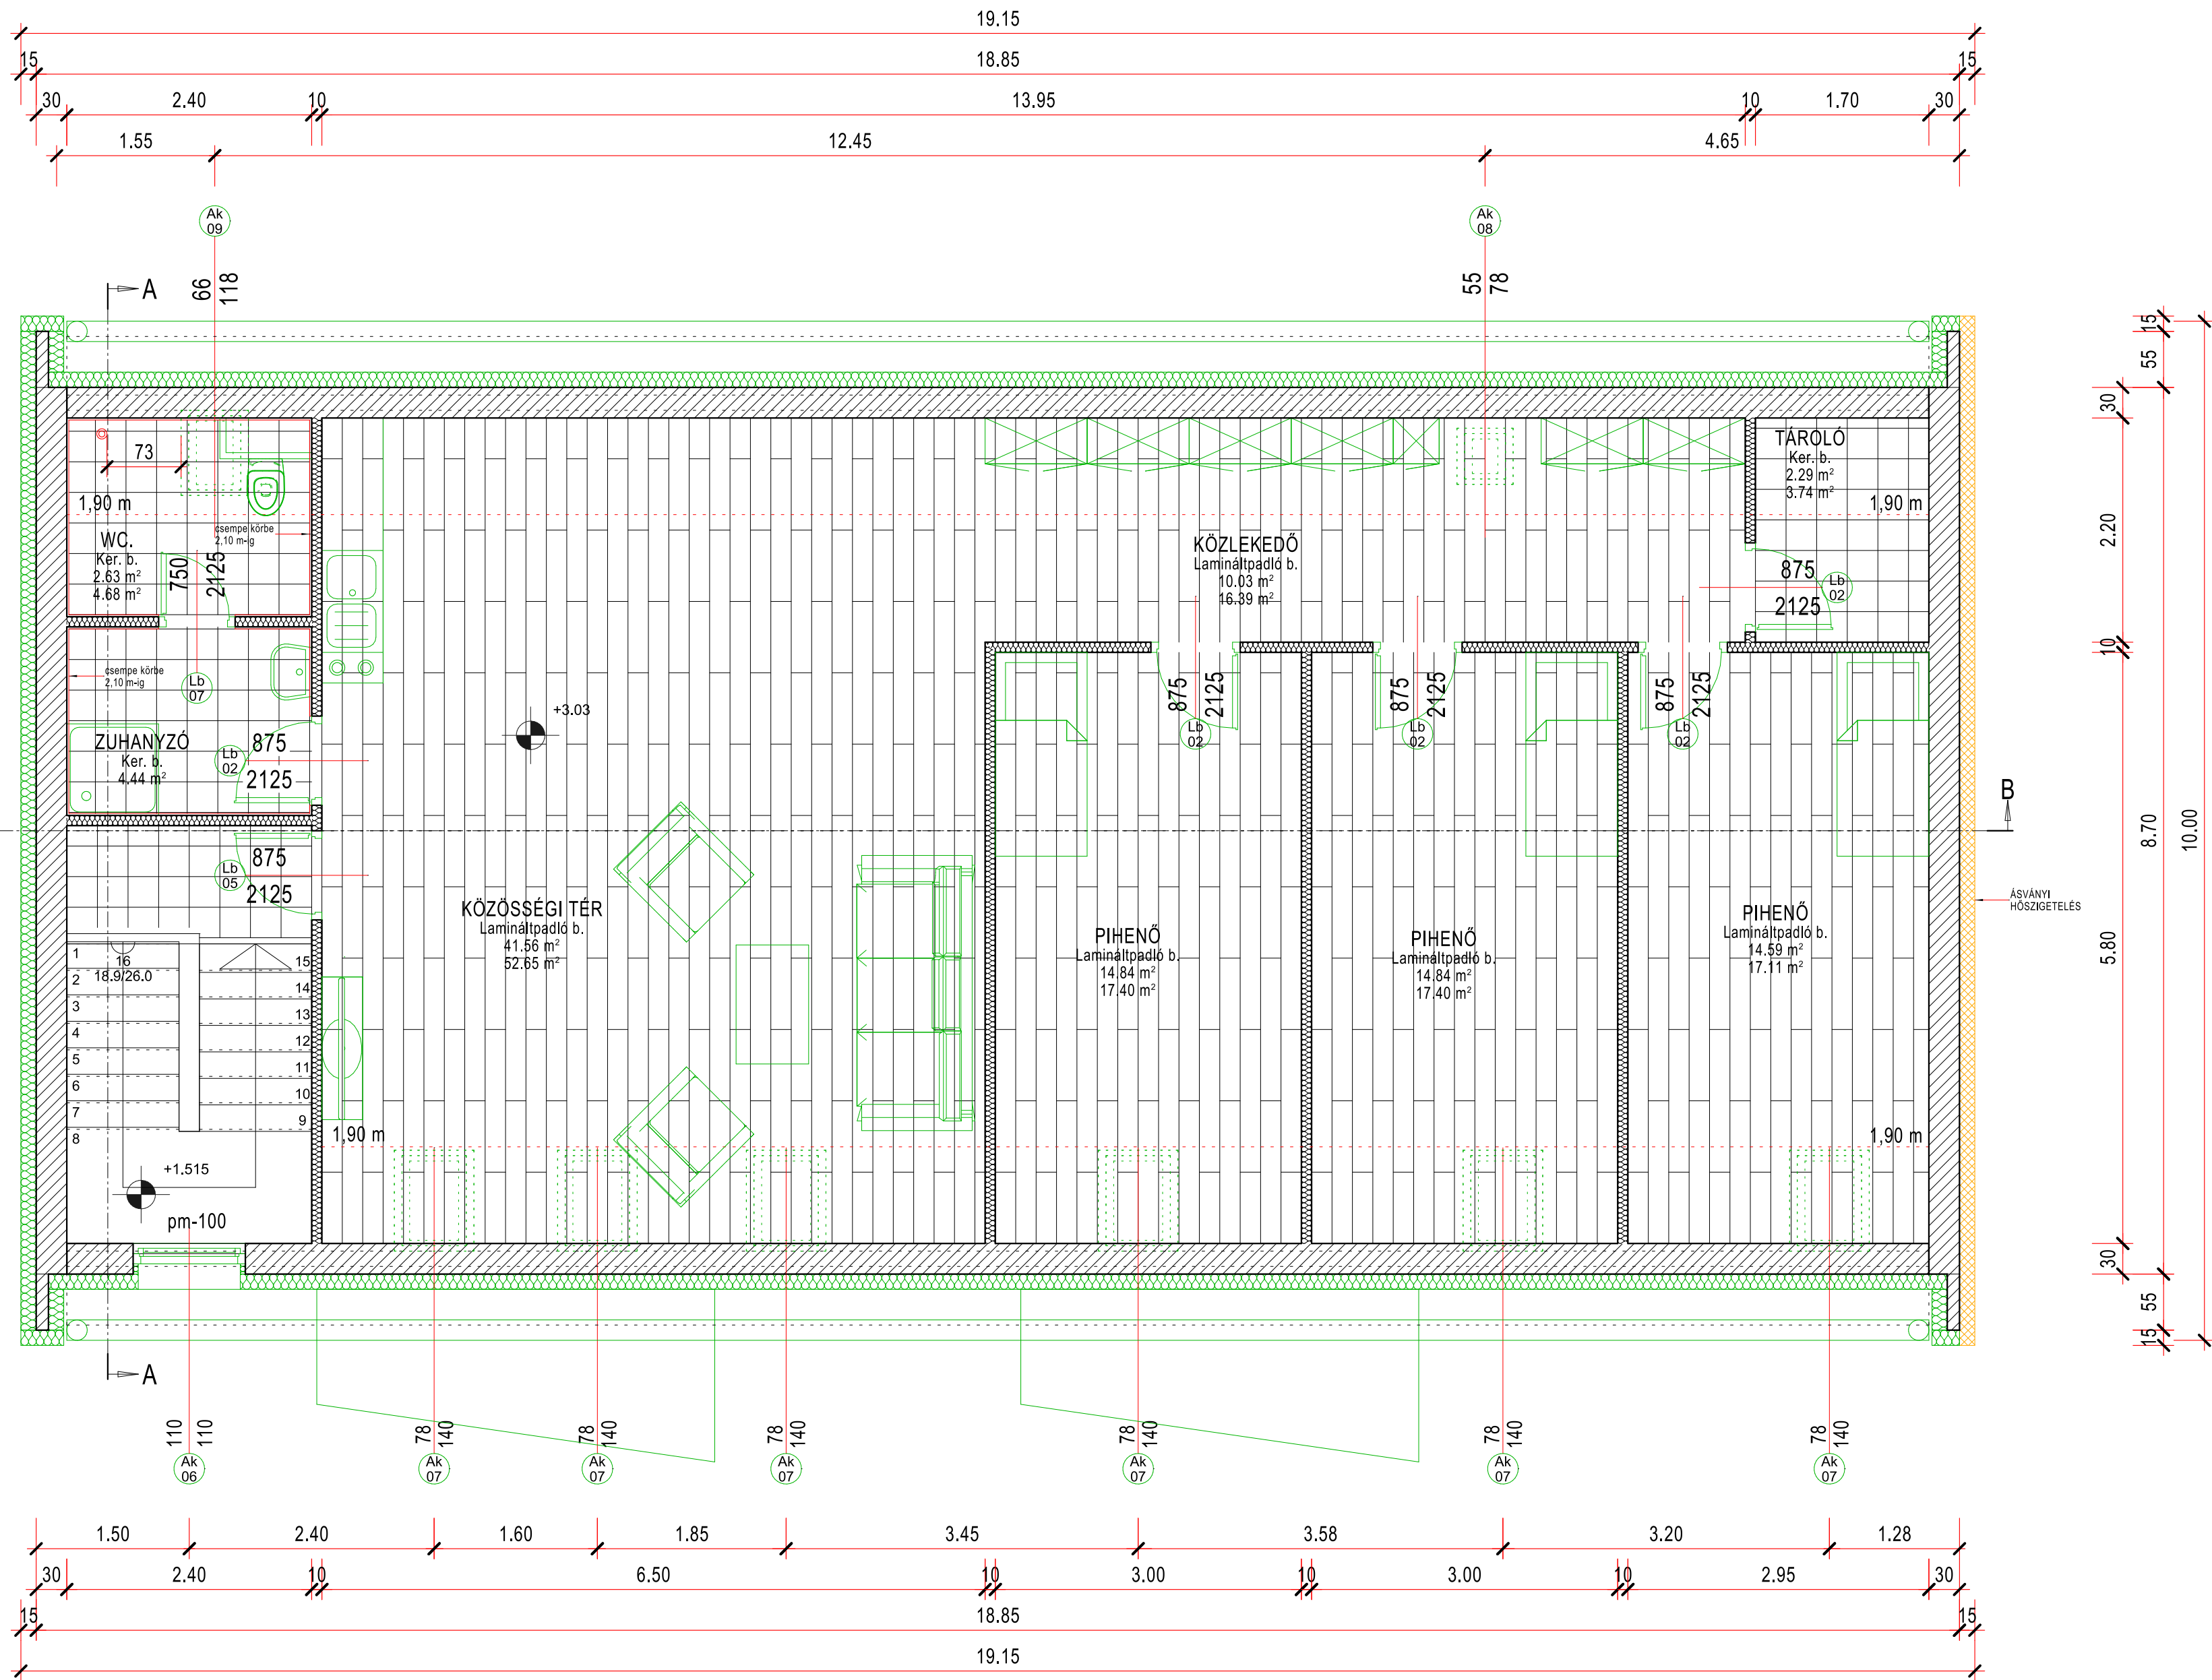 19.15
15 18.85 15
30 2.40 10 13.95 10 1.70 30
1.55 12.45 4.65
Ak
09
Ak
08
66
118
55
78
A
15
55
30
2.20
10
5.80
30
55
15
8.70
10.00
73
1,90 m
csempe körbe
2,10 m-ig
WC.
Ker. b.
2.63 m²
4.68 m²
750
2125
csempe körbe
2,10 m-ig
Lb
07
ZUHANYZÓ
Ker. b.
4.44 m²
Lb
02
875
2125
Lb
05
875
2125
+3.03
KÖZLEKEDŐ
Lamináltpadló b.
10.03 m²
16.39 m²
TÁROLÓ
Ker. b.
2.29 m²
3.74 m²
1,90 m
875
2125
Lb
02
875
2125
Lb
02
875
2125
Lb
02
875
2125
Lb
02
B
ÁSVÁNYI
HŐSZIGETELÉS
KÖZÖSSÉGI TÉR
Lamináltpadló b.
41.56 m²
52.65 m²
PIHENŐ
Lamináltpadló b.
14.84 m²
17.40 m²
PIHENŐ
Lamináltpadló b.
14.84 m²
17.40 m²
PIHENŐ
Lamináltpadló b.
14.59 m²
17.11 m²
16
18.9/26.0
1
2
3
4
5
6
7
8
15
14
13
12
11
10
9
1,90 m
1,90 m
+1.515
pm-100
A
110
110
Ak
06
78
140
Ak
07
78
140
Ak
07
78
140
Ak
07
78
140
Ak
07
78
140
Ak
07
78
140
Ak
07
1.50 2.40 1.60 1.85 3.45 3.58 3.20 1.28
30 2.40 10 6.50 10 3.00 10 3.00 10 2.95 30
15 18.85 15
19.15